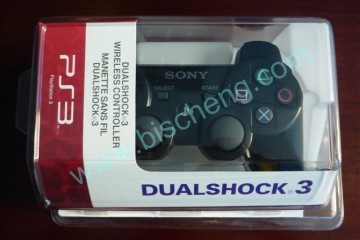 PS3
PlayStation 3
DUALSHOCK 3
WIRELESS CONTROLLER
MANETTE SANS FIL
DUALSHOCK 3
SONY
SELECT
START
DUALSHOCK 3
www.bischeng.com